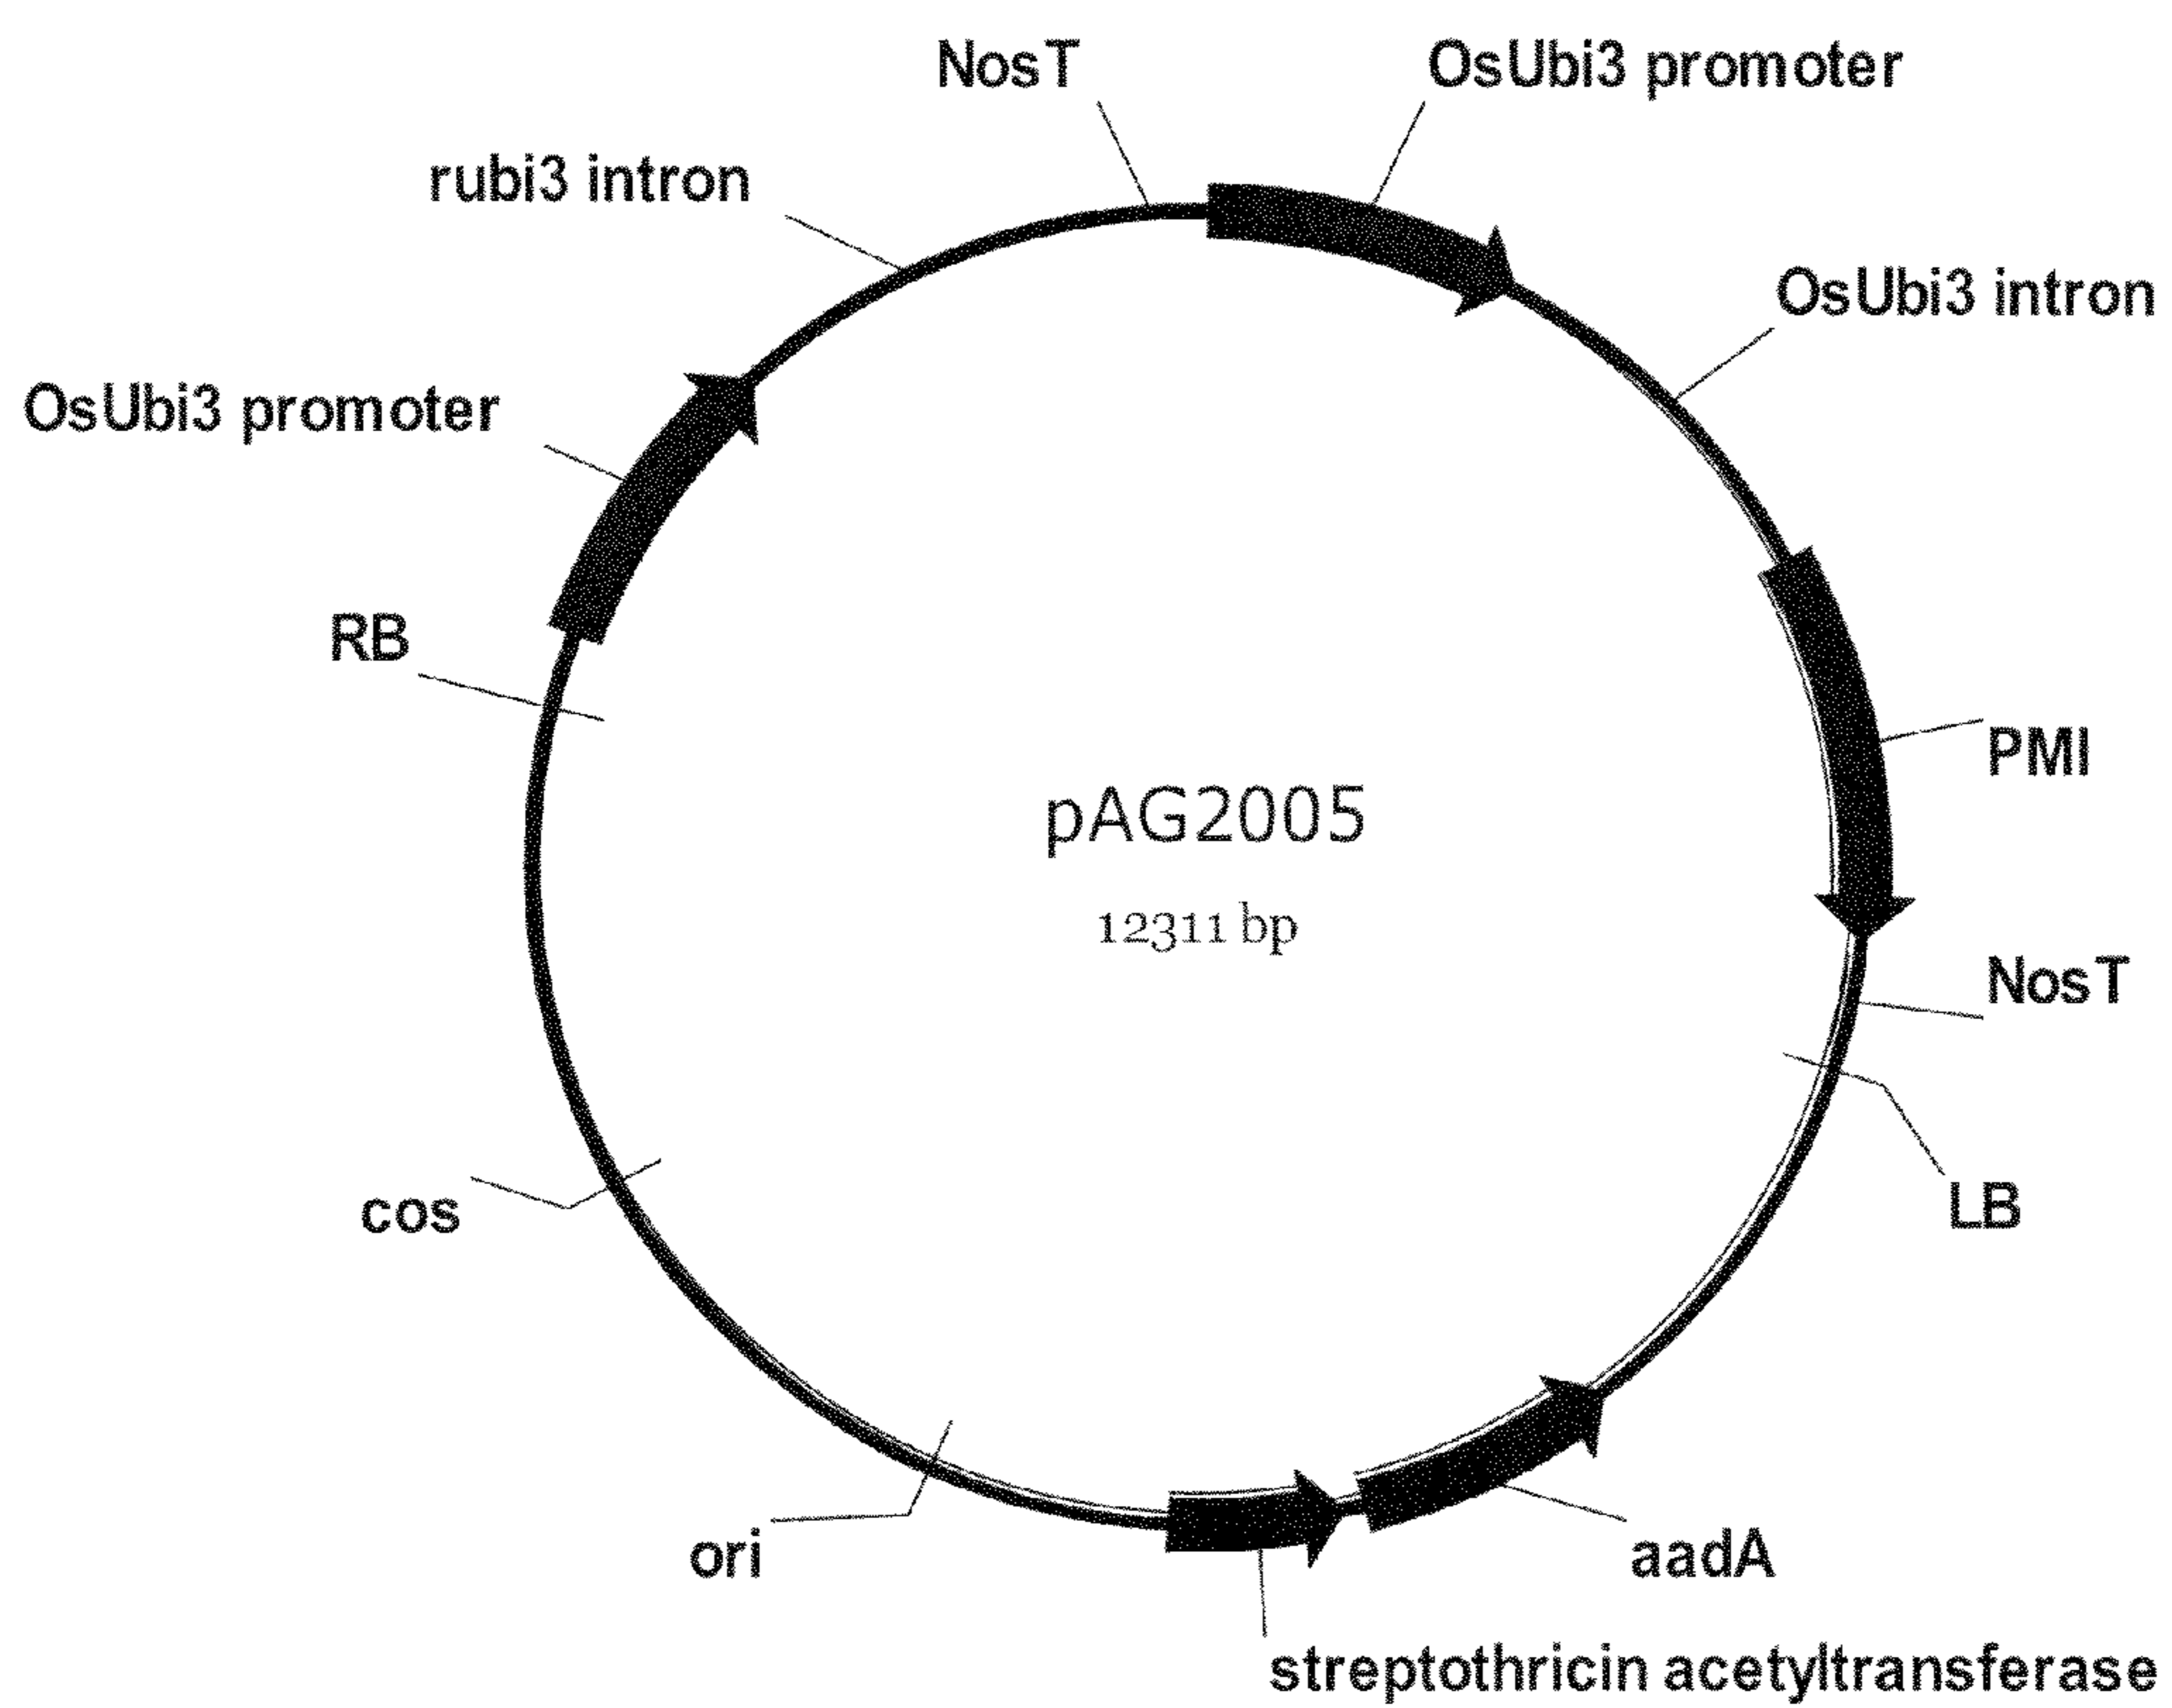 NosT
OsUbi3 promoter
rubi3 intron
OsUbi3 intron
OsUbi3 promoter
RB
PMI
pAG2005
12311 bp
NosT
LB
cos
ori
aadA
streptothricin acetyltransferase